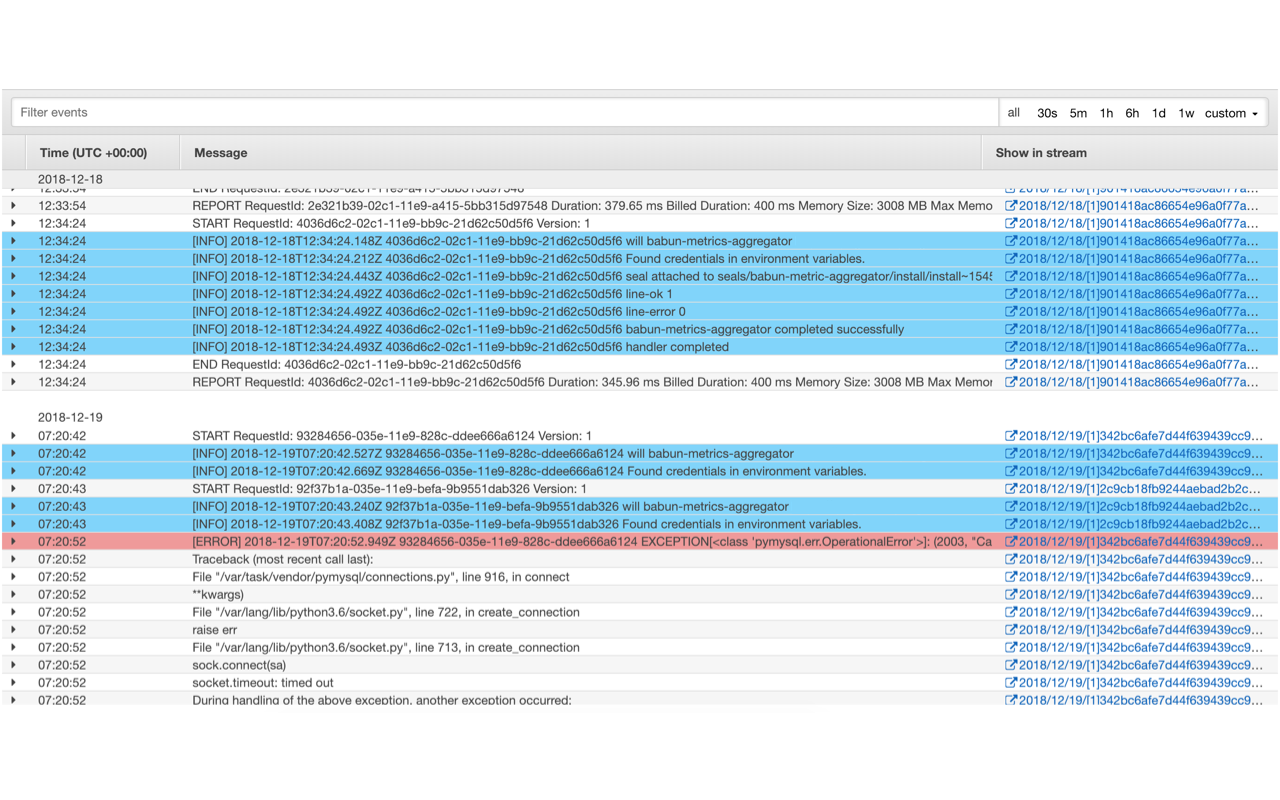 Filter events all 30s 5m 1h 6h 1d 1w custom
Time (UTC +00:00) Message Show in stream
2018-12-18
12:33:54 END RequestId: 2e321b39-02c1-11e9-a415-5bb315d97548 2018/12/18/[1]901418ac86654e96a0f77a...
12:33:54 REPORT RequestId: 2e321b39-02c1-11e9-a415-5bb315d97548 Duration: 379.65 ms Billed Duration: 400 ms Memory Size: 3008 MB Max Memo 2018/12/18/[1]901418ac86654e96a0f77a...
12:34:24 START RequestId: 4036d6c2-02c1-11e9-bb9c-21d62c50d5f6 Version: 1 2018/12/18/[1]901418ac86654e96a0f77a...
12:34:24 [INFO] 2018-12-18T12:34:24.148Z 4036d6c2-02c1-11e9-bb9c-21d62c50d5f6 will babun-metrics-aggregator 2018/12/18/[1]901418ac86654e96a0f77a...
12:34:24 [INFO] 2018-12-18T12:34:24.212Z 4036d6c2-02c1-11e9-bb9c-21d62c50d5f6 Found credentials in environment variables. 2018/12/18/[1]901418ac86654e96a0f77a...
12:34:24 [INFO] 2018-12-18T12:34:24.443Z 4036d6c2-02c1-11e9-bb9c-21d62c50d5f6 seal attached to seals/babun-metric-aggregator/install/install~1545 2018/12/18/[1]901418ac86654e96a0f77a...
12:34:24 [INFO] 2018-12-18T12:34:24.492Z 4036d6c2-02c1-11e9-bb9c-21d62c50d5f6 line-ok 1 2018/12/18/[1]901418ac86654e96a0f77a...
12:34:24 [INFO] 2018-12-18T12:34:24.492Z 4036d6c2-02c1-11e9-bb9c-21d62c50d5f6 line-error 0 2018/12/18/[1]901418ac86654e96a0f77a...
12:34:24 [INFO] 2018-12-18T12:34:24.492Z 4036d6c2-02c1-11e9-bb9c-21d62c50d5f6 babun-metrics-aggregator completed successfully 2018/12/18/[1]901418ac86654e96a0f77a...
12:34:24 [INFO] 2018-12-18T12:34:24.493Z 4036d6c2-02c1-11e9-bb9c-21d62c50d5f6 handler completed 2018/12/18/[1]901418ac86654e96a0f77a...
12:34:24 END RequestId: 4036d6c2-02c1-11e9-bb9c-21d62c50d5f6 2018/12/18/[1]901418ac86654e96a0f77a...
12:34:24 REPORT RequestId: 4036d6c2-02c1-11e9-bb9c-21d62c50d5f6 Duration: 345.96 ms Billed Duration: 400 ms Memory Size: 3008 MB Max Memor 2018/12/18/[1]901418ac86654e96a0f77a...
2018-12-19
07:20:42 START RequestId: 93284656-035e-11e9-828c-ddee666a6124 Version: 1 2018/12/19/[1]342bc6afe7d44f639439cc9...
07:20:42 [INFO] 2018-12-19T07:20:42.527Z 93284656-035e-11e9-828c-ddee666a6124 will babun-metrics-aggregator 2018/12/19/[1]342bc6afe7d44f639439cc9...
07:20:42 [INFO] 2018-12-19T07:20:42.669Z 93284656-035e-11e9-828c-ddee666a6124 Found credentials in environment variables. 2018/12/19/[1]342bc6afe7d44f639439cc9...
07:20:43 START RequestId: 92f37b1a-035e-11e9-befa-9b9551dab326 Version: 1 2018/12/19/[1]2c9cb18fb9244aebad2b2c...
07:20:43 [INFO] 2018-12-19T07:20:43.240Z 92f37b1a-035e-11e9-befa-9b9551dab326 will babun-metrics-aggregator 2018/12/19/[1]2c9cb18fb9244aebad2b2c...
07:20:43 [INFO] 2018-12-19T07:20:43.408Z 92f37b1a-035e-11e9-befa-9b9551dab326 Found credentials in environment variables. 2018/12/19/[1]2c9cb18fb9244aebad2b2c...
07:20:52 [ERROR] 2018-12-19T07:20:52.949Z 93284656-035e-11e9-828c-ddee666a6124 EXCEPTION[<class 'pymysql.err.OperationalError'>]: (2003, "Ca 2018/12/19/[1]342bc6afe7d44f639439cc9...
07:20:52 Traceback (most recent call last): 2018/12/19/[1]342bc6afe7d44f639439cc9...
07:20:52 File "/var/task/vendor/pymysql/connections.py", line 916, in connect 2018/12/19/[1]342bc6afe7d44f639439cc9...
07:20:52 **kwargs) 2018/12/19/[1]342bc6afe7d44f639439cc9...
07:20:52 File "/var/lang/lib/python3.6/socket.py", line 722, in create_connection 2018/12/19/[1]342bc6afe7d44f639439cc9...
07:20:52 raise err 2018/12/19/[1]342bc6afe7d44f639439cc9...
07:20:52 File "/var/lang/lib/python3.6/socket.py", line 713, in create_connection 2018/12/19/[1]342bc6afe7d44f639439cc9...
07:20:52 sock.connect(sa) 2018/12/19/[1]342bc6afe7d44f639439cc9...
07:20:52 socket.timeout: timed out 2018/12/19/[1]342bc6afe7d44f639439cc9...
07:20:52 During handling of the above exception, another exception occurred: 2018/12/19/[1]342bc6afe7d44f639439cc9...